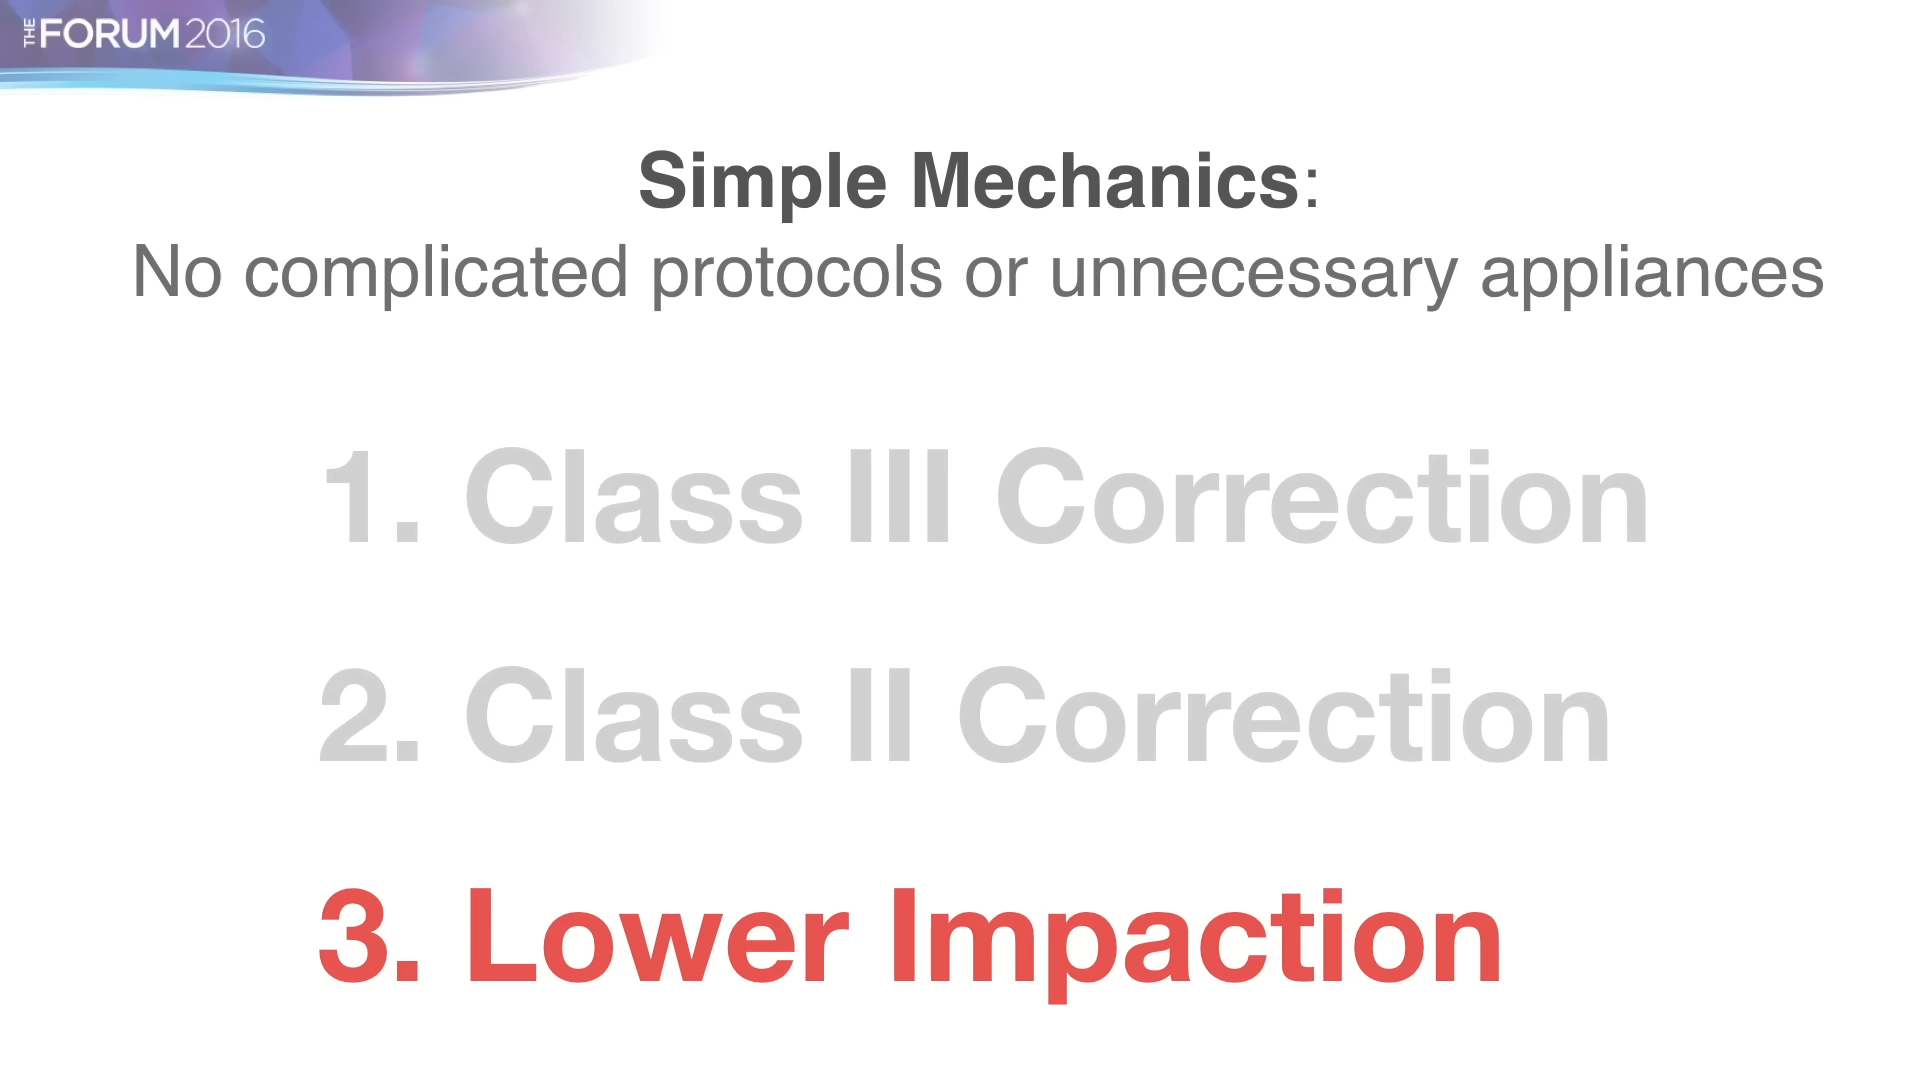 THE FORUM 2016
Simple Mechanics:
No complicated protocols or unnecessary appliances
1. Class III Correction
2. Class II Correction
3. Lower Impaction